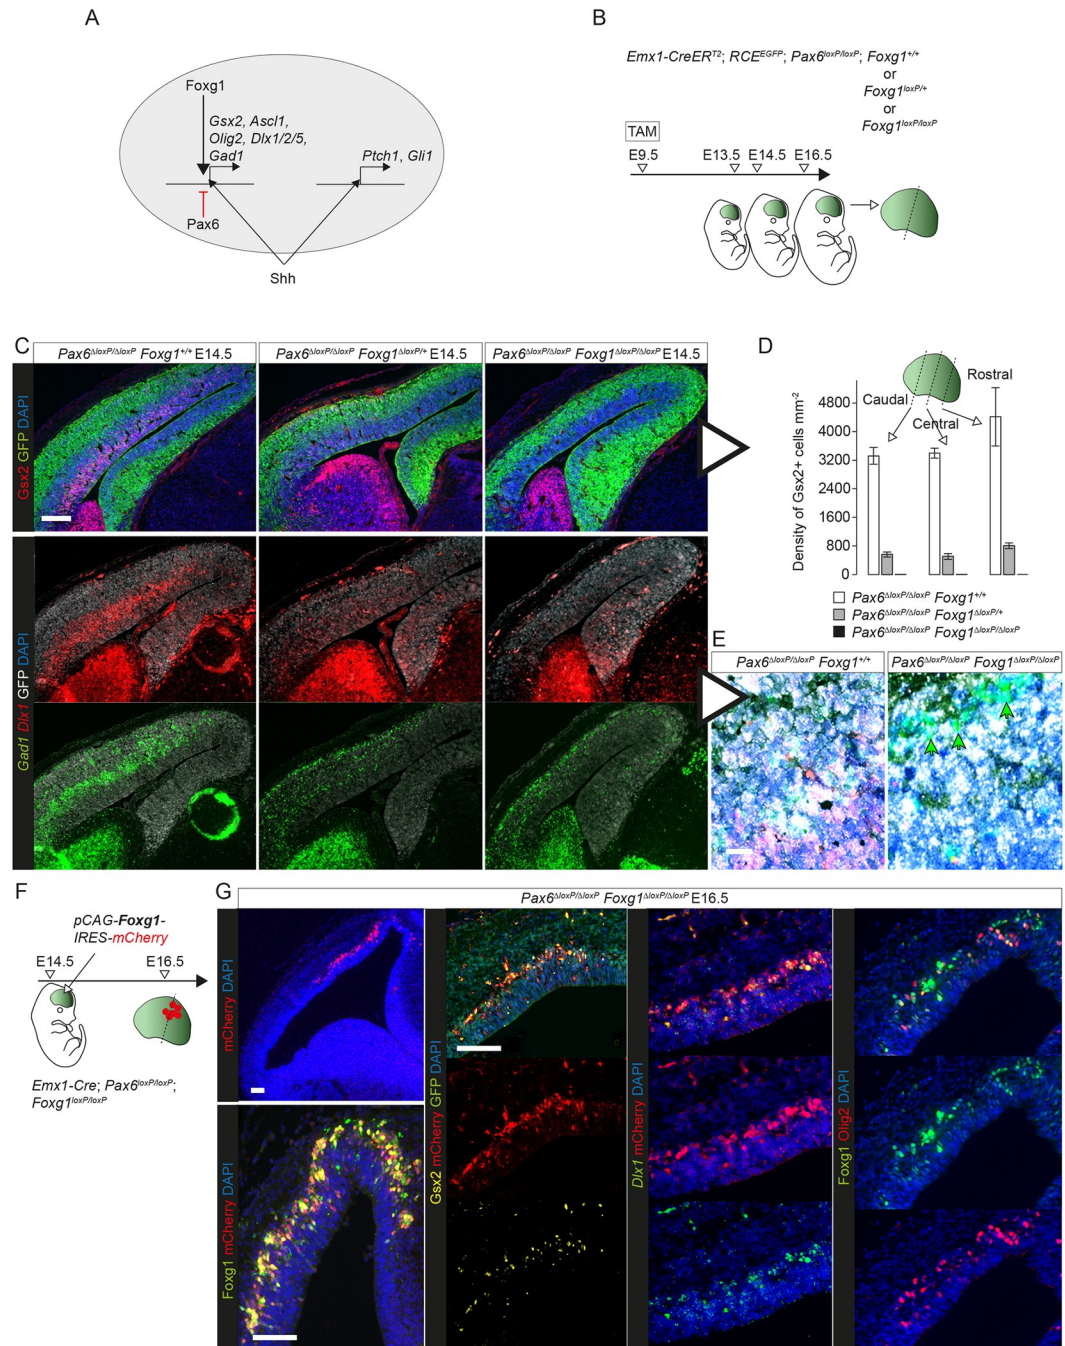 A
Foxg1
Gsx2, Ascl1,
Olig2, Dlx1/2/5,
Gad1
Ptch1, Gli1
Pax6
Shh
B
Emx1-CreERT2; RCEEGFP; Pax6loxP/loxP; Foxg1+/+
or
Foxg1loxP/+
or
Foxg1loxP/loxP
TAM
E9.5 E13.5 E14.5 E16.5
C
Pax6ΔloxP/ΔloxP Foxg1+/+ E14.5
Pax6ΔloxP/ΔloxP Foxg1ΔloxP/+ E14.5
Pax6ΔloxP/ΔloxP Foxg1ΔloxP/ΔloxP E14.5
Gsx2 GFP DAPI
Gad1 Dlx1 GFP DAPI
D
Rostral
Caudal
Central
Density of Gsx2+ cells mm-2
4800
4000
3200
2400
1600
800
0
Pax6ΔloxP/ΔloxP Foxg1+/+
Pax6ΔloxP/ΔloxP Foxg1ΔloxP/+
Pax6ΔloxP/ΔloxP Foxg1ΔloxP/ΔloxP
E
Pax6ΔloxP/ΔloxP Foxg1+/+
Pax6ΔloxP/ΔloxP Foxg1ΔloxP/ΔloxP
F
pCAG-Foxg1-
IRES-mCherry
E14.5 E16.5
Emx1-Cre; Pax6loxP/loxP;
Foxg1loxP/loxP
G
Pax6ΔloxP/ΔloxP Foxg1ΔloxP/ΔloxP E16.5
mCherry DAPI
Foxg1 mCherry DAPI
Gsx2 mCherry GFP DAPI
Dlx1 mCherry DAPI
Foxg1 Olig2 DAPI